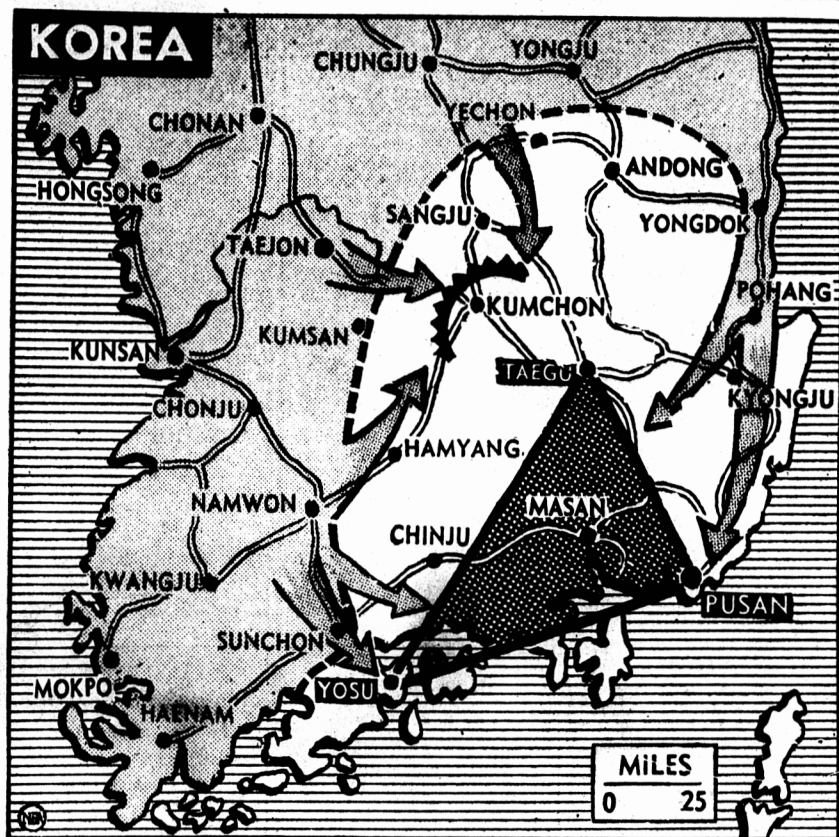 KOREA
CHUNGJU
YONGJU
CHONAN
YECHON
HONGSONG
ANDONG
SANGJU
YONGDOK
TAEJON
KUMCHON
POHANG
KUMSAN
KUNSAN
TAEGU
KYONGJU
CHONJU
HAMYANG
NAMWON
MASAN
CHINJU
KWANGJU
PUSAN
SUNCHON
MOKPO
YOSU
HAENAM
MILES
0 25
NEA